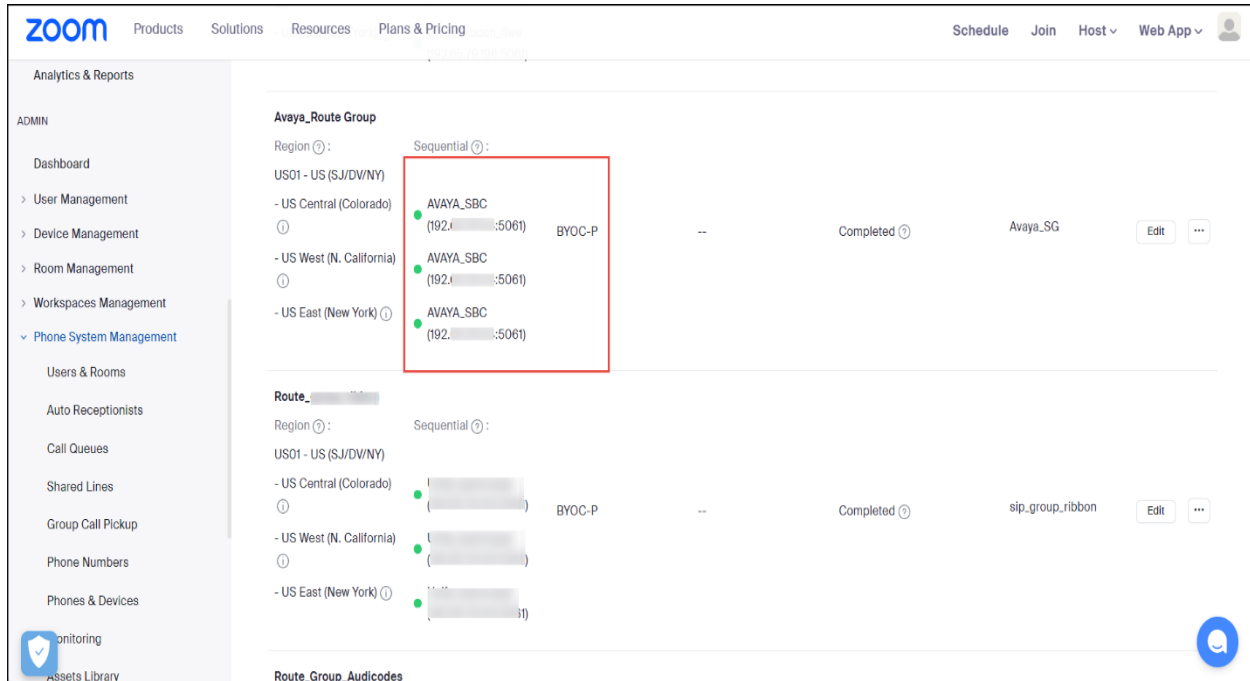 zoom
Products Solutions Resources Plans & Pricing Schedule Join Host Web App
Analytics & Reports
ADMIN
Dashboard
User Management
Device Management
Room Management
Workspaces Management
Phone System Management
Users & Rooms
Auto Receptionists
Call Queues
Shared Lines
Group Call Pickup
Phone Numbers
Phones & Devices
onitoring
Assets Library
Avaya_Route Group
Region : Sequential :
US01 - US (SJ/DV/NY)
- US Central (Colorado) AVAYA_SBC
(192. :5061) BYOC-P -- Completed Avaya_SG Edit ...
- US West (N. California) AVAYA_SBC
(192. :5061)
- US East (New York) AVAYA_SBC
(192. :5061)
Route_
Region : Sequential :
US01 - US (SJ/DV/NY)
- US Central (Colorado)
BYOC-P -- Completed sip_group_ribbon Edit ...
- US West (N. California)
- US East (New York)
Route_Group_Audicodes